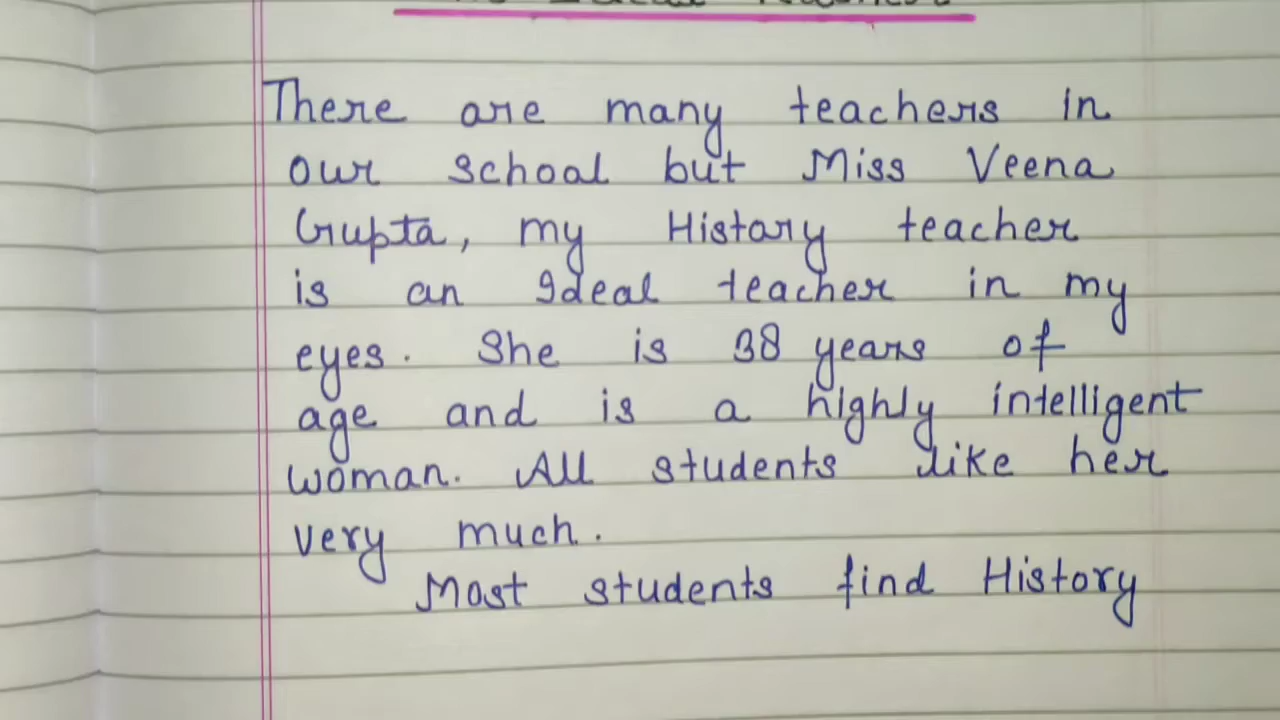 There are many teachers in
our school but Miss Veena
Gupta, my History teacher
is an Ideal teacher in my
eyes. She is 38 years of
age and is a highly intelligent
woman. All students like her
very much.
Most students find History